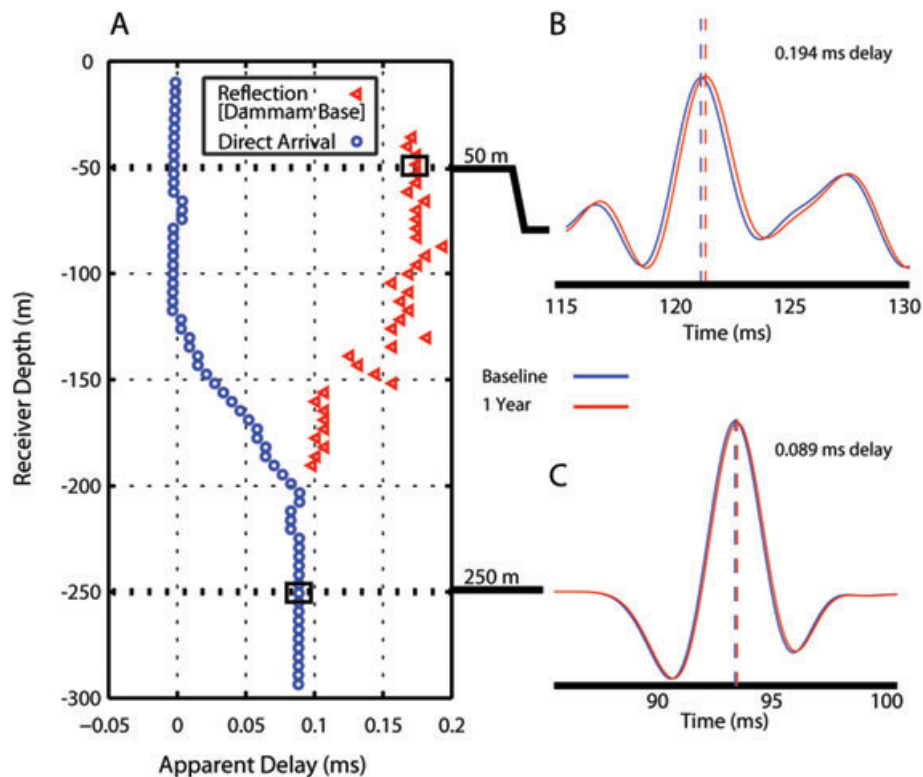 A
0
-50
-100
-150
-200
-250
-300
Receiver Depth (m)
−0.05 0 0.05 0.1 0.15 0.2
Apparent Delay (ms)
Reflection
[Dammam Base]
Direct Arrival
50 m
250 m
B
0.194 ms delay
115 120 125 130
Time (ms)
Baseline
1 Year
C
0.089 ms delay
90 95 100
Time (ms)